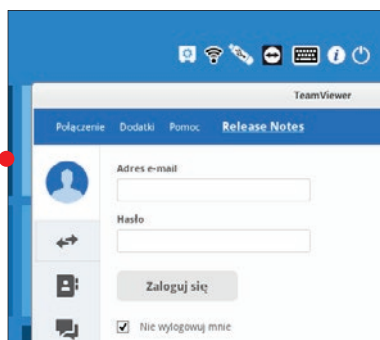 TeamViewer
Połączenie Dodatki Pomoc Release Notes
Adres e-mail
Hasło
Zaloguj się
Nie wylogowuj mnie